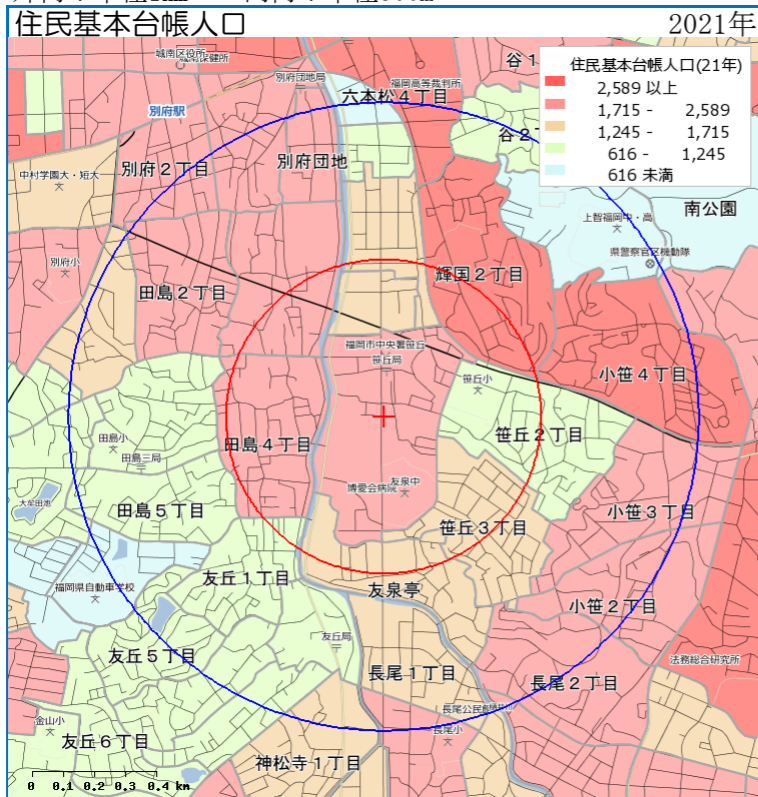 住民基本台帳人口
2021年
住民基本台帳人口(21年)
2,589 以上
1,715 - 2,589
1,245 - 1,715
616 - 1,245
616 未満
城南区役所
別府団地局
福岡高等裁判所
谷1
六本松4丁目
別府駅
谷2
別府2丁目
別府団地
中村学園大・短大
上智福岡中・高
南公園
県警察官区機動隊
別府小
輝国2丁目
田島2丁目
福岡市中央署笹丘
笹丘局
小笹4丁目
笹丘小
笹丘2丁目
田島小
田島三局
田島4丁目
博愛会病院
友泉中
大牟田池
田島5丁目
笹丘3丁目
小笹3丁目
福岡県自動車学校
友丘1丁目
友泉亭
小笹2丁目
友丘局
友丘5丁目
長尾1丁目
法務総合研究所
長尾2丁目
金山小
友丘6丁目
長尾小
神松寺1丁目
0 0.1 0.2 0.3 0.4 km